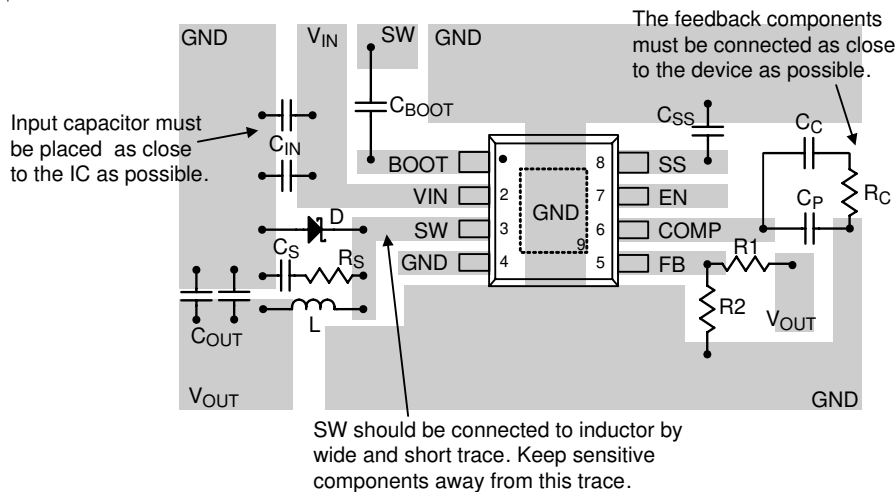 The feedback components
must be connected as close
to the device as possible.
GND
VIN
SW
GND
CBOOT
CSS
CC
Input capacitor must
be placed as close
to the IC as possible.
CIN
RC
CP
BOOT
8
SS
VIN
2
7
EN
SW
3
GND
6
COMP
GND
4
9
5
FB
D
CS
RS
R1
R2
VOUT
L
COUT
VOUT
GND
SW should be connected to inductor by
wide and short trace. Keep sensitive
components away from this trace.